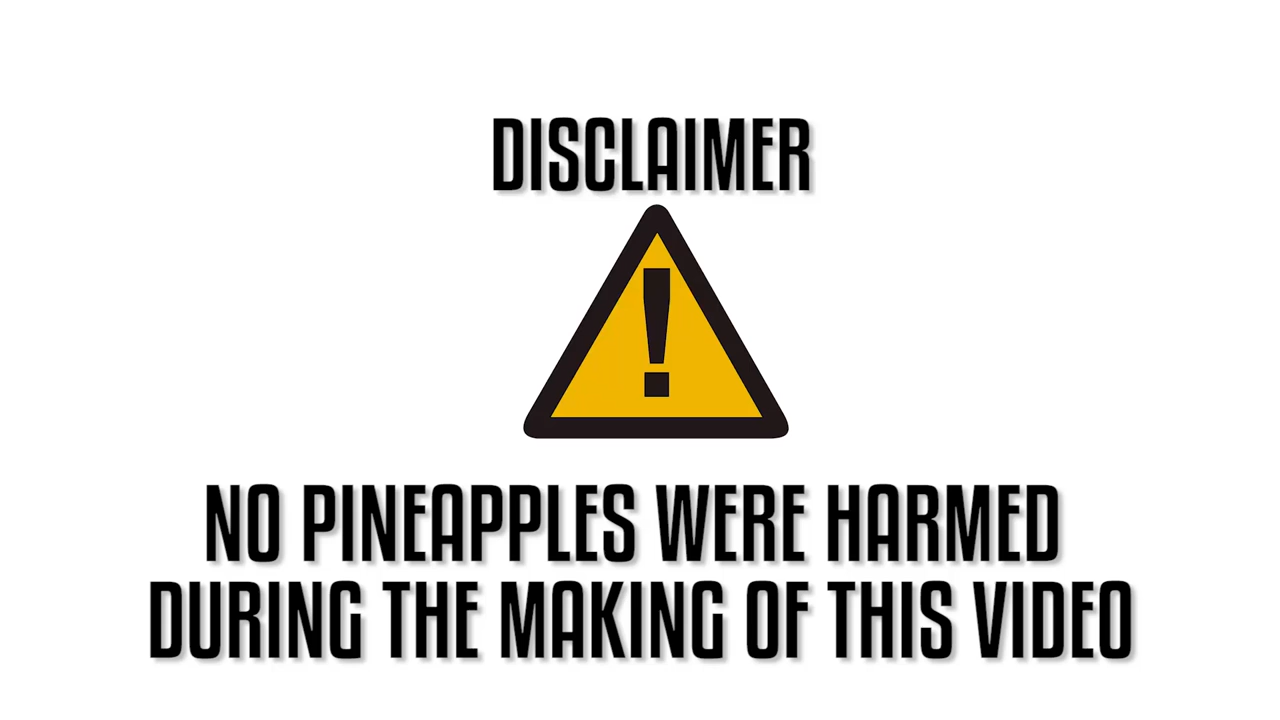 DISCLAIMER
!
NO PINEAPPLES WERE HARMED
DURING THE MAKING OF THIS VIDEO